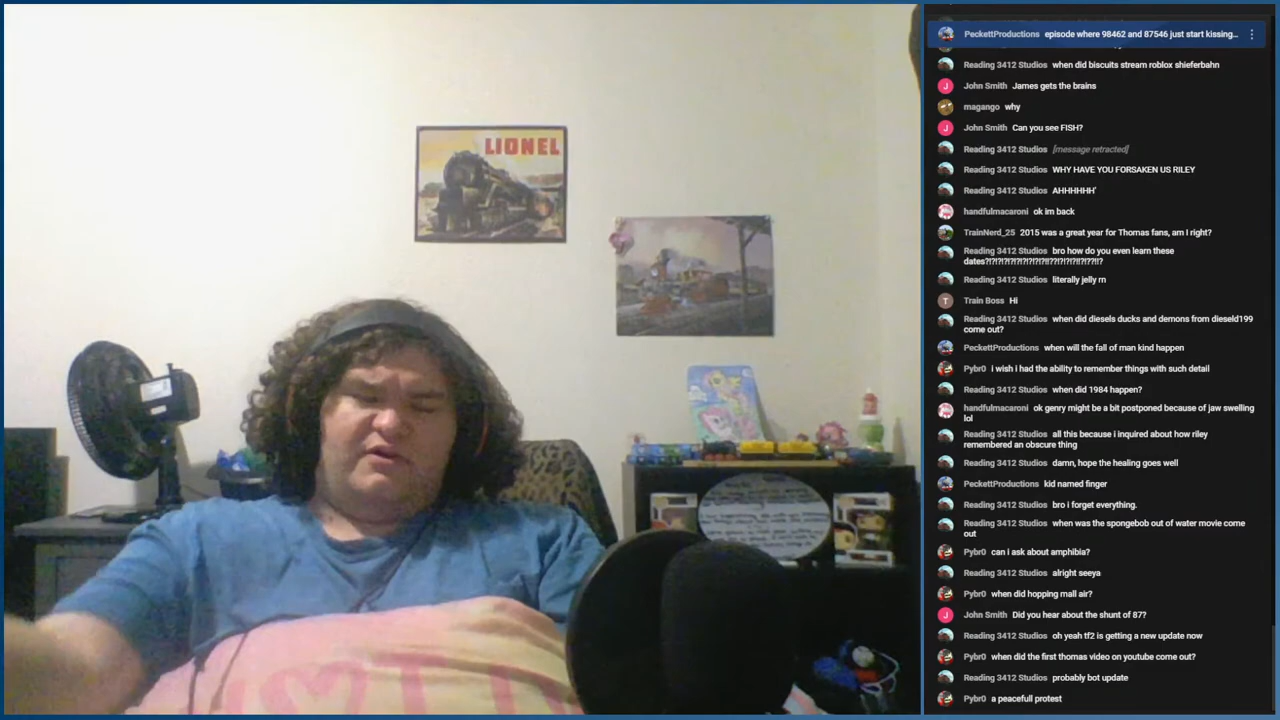 LIONEL
PeckettProductions episode where 98462 and 87546 just start kissing...
Reading 3412 Studios when did biscuits stream roblox shieferbahn
John Smith James gets the brains
magango why
John Smith Can you see FISH?
Reading 3412 Studios [message retracted]
Reading 3412 Studios WHY HAVE YOU FORSAKEN US RILEY
Reading 3412 Studios AHHHHHH'
handfulmacaroni ok im back
TrainNerd_25 2015 was a great year for Thomas fans, am I right?
Reading 3412 Studios bro how do you even learn these
dates?!?!?!?!?!?!?!?!?!!??!?!?!?!!?!??!!?
Reading 3412 Studios literally jelly rn
T Train Boss Hi
Reading 3412 Studios when did diesels ducks and demons from dieseld199
come out?
PeckettProductions when will the fall of man kind happen
Pybr0 i wish i had the ability to remember things with such detail
Reading 3412 Studios when did 1984 happen?
handfulmacaroni ok genry might be a bit postponed because of jaw swelling
lol
Reading 3412 Studios all this because i inquired about how riley
remembered an obscure thing
Reading 3412 Studios damn, hope the healing goes well
PeckettProductions kid named finger
Reading 3412 Studios bro i forget everything.
Reading 3412 Studios when was the spongebob out of water movie come
out
Pybr0 can i ask about amphibia?
Reading 3412 Studios alright seeya
Pybr0 when did hopping mall air?
J John Smith Did you hear about the shunt of 87?
Reading 3412 Studios oh yeah tf2 is getting a new update now
Pybr0 when did the first thomas video on youtube come out?
Reading 3412 Studios probably bot update
Pybr0 a peacefull protest